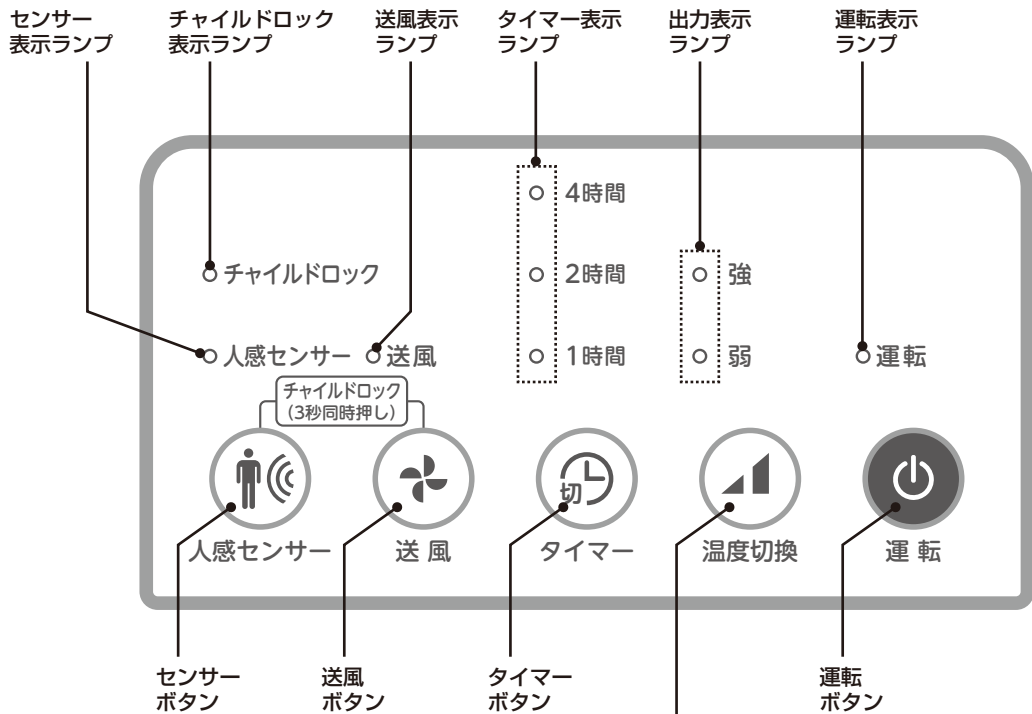 センサー
表示ランプ
チャイルドロック
表示ランプ
送風表示
ランプ
タイマー表示
ランプ
出力表示
ランプ
運転表示
ランプ
4時間
チャイルドロック
2時間
強
人感センサー
送風
1時間
弱
運転
チャイルドロック
(3秒同時押し)
切
人感センサー
送 風
タイマー
温度切換
運 転
センサー
ボタン
送風
ボタン
タイマー
ボタン
運転
ボタン